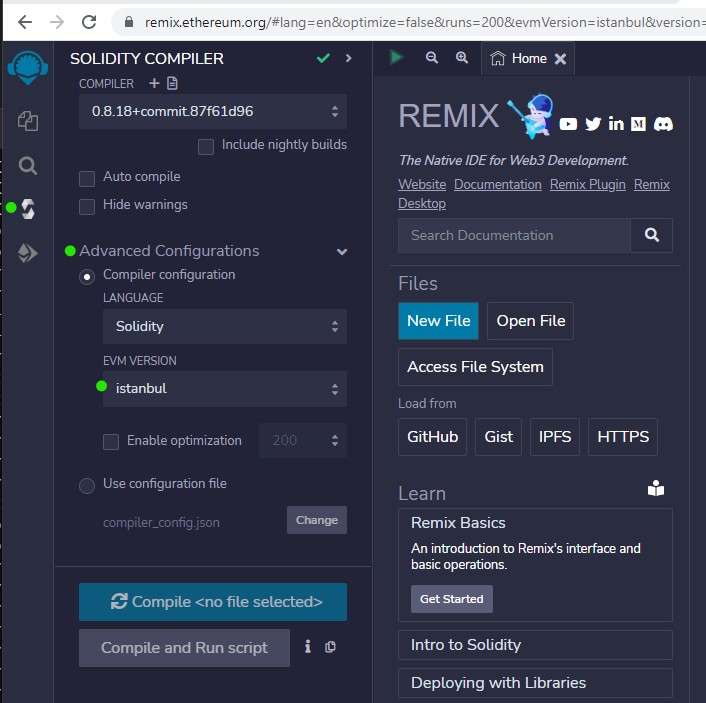 remix.ethereum.org/#lang=en&optimize=false&runs=200&evmVersion=istanbul&version=
SOLIDITY COMPILER
COMPILER
0.8.18+commit.87f61d96
Include nightly builds
Auto compile
Hide warnings
Advanced Configurations
Compiler configuration
LANGUAGE
Solidity
EVM VERSION
istanbul
Enable optimization
200
Use configuration file
compiler_config.json
Change
Compile <no file selected>
Compile and Run script
Home
REMIX
The Native IDE for Web3 Development.
Website Documentation Remix Plugin Remix
Desktop
Search Documentation
Files
New File Open File
Access File System
Load from
GitHub Gist IPFS HTTPS
Learn
Remix Basics
An introduction to Remix's interface and
basic operations.
Get Started
Intro to Solidity
Deploying with Libraries